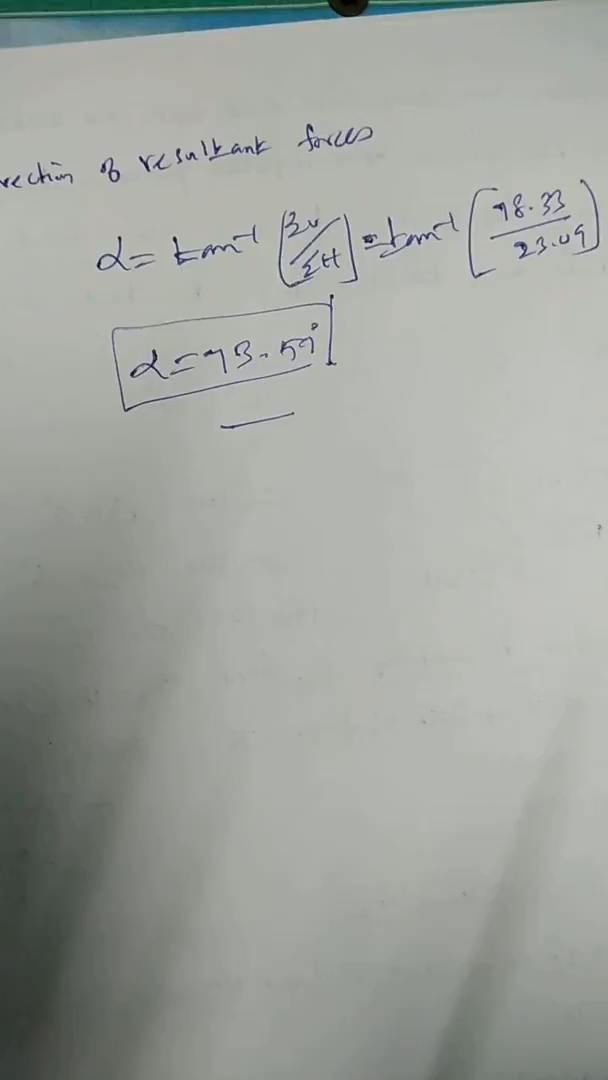 rection of resultant forces
α = tan⁻¹ [ΣV/ΣH] = tan⁻¹ [78.33/23.09]
α = 73.57°